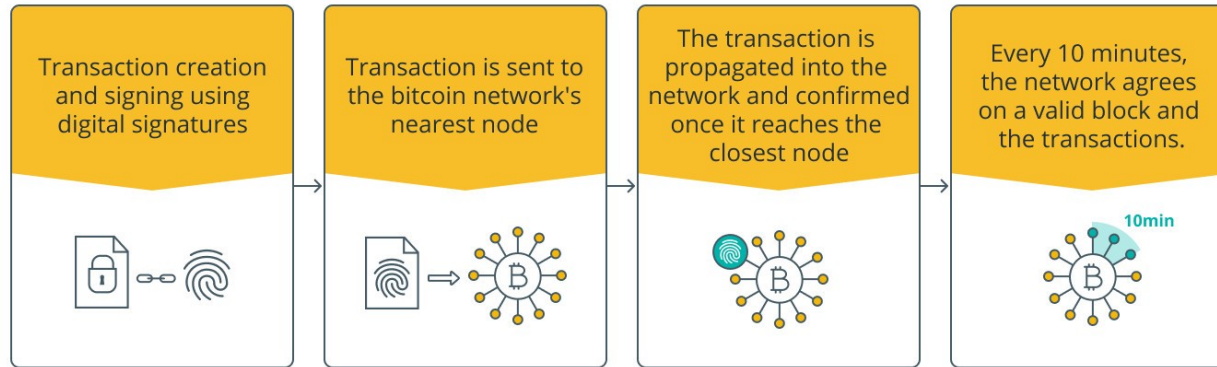 Transaction creation
and signing using
digital signatures
Transaction is sent to
the bitcoin network's
nearest node
The transaction is
propagated into the
network and confirmed
once it reaches the
closest node
Every 10 minutes,
the network agrees
on a valid block and
the transactions.
10min